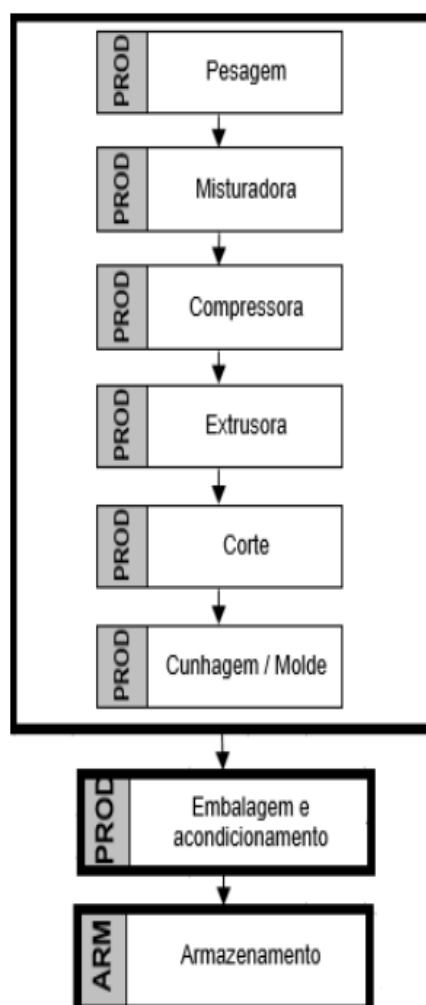 PROD
Pesagem
PROD
Misturadora
PROD
Compressora
PROD
Extrusora
PROD
Corte
PROD
Cunhagem / Molde
PROD
Embalagem e
acondicionamento
ARM
Armazenamento